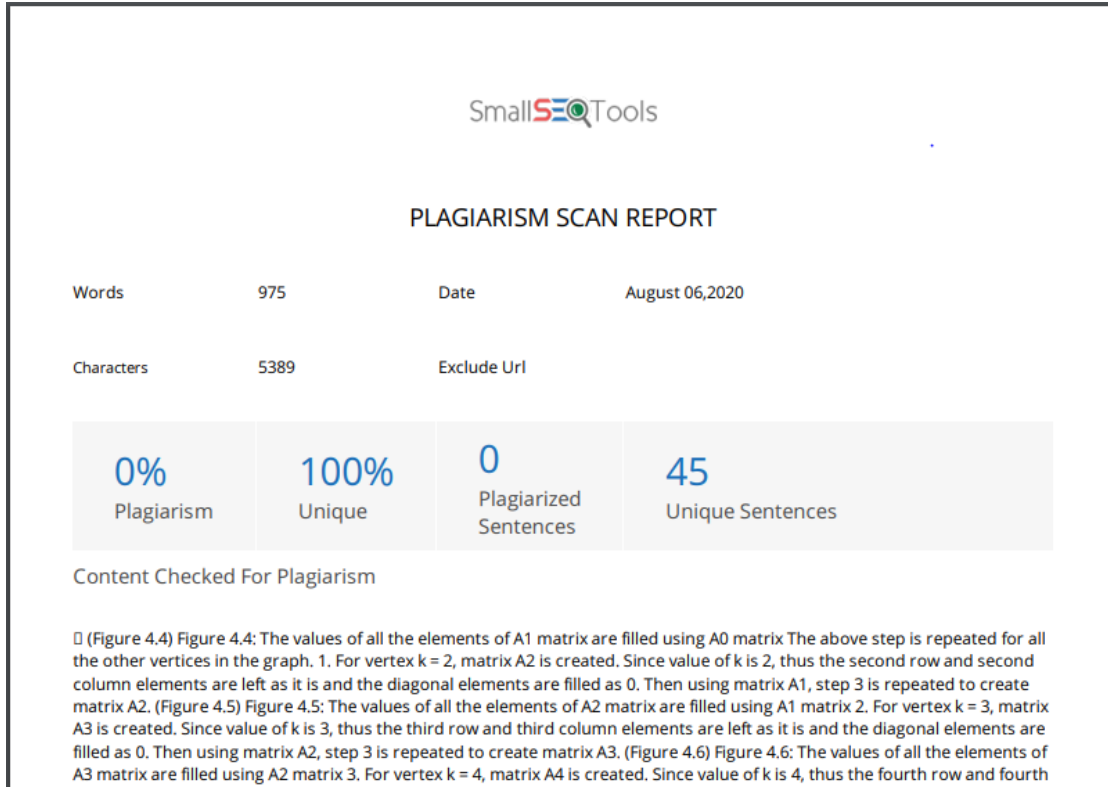 SmallSEOTools
PLAGIARISM SCAN REPORT
Words 975 Date August 06,2020
Characters 5389 Exclude Url
0% 100% 0 45
Plagiarism Unique Plagiarized Sentences Unique Sentences
Content Checked For Plagiarism
(Figure 4.4) Figure 4.4: The values of all the elements of A1 matrix are filled using A0 matrix The above step is repeated for all
the other vertices in the graph. 1. For vertex k = 2, matrix A2 is created. Since value of k is 2, thus the second row and second
column elements are left as it is and the diagonal elements are filled as 0. Then using matrix A1, step 3 is repeated to create
matrix A2. (Figure 4.5) Figure 4.5: The values of all the elements of A2 matrix are filled using A1 matrix 2. For vertex k = 3, matrix
A3 is created. Since value of k is 3, thus the third row and third column elements are left as it is and the diagonal elements are
filled as 0. Then using matrix A2, step 3 is repeated to create matrix A3. (Figure 4.6) Figure 4.6: The values of all the elements of
A3 matrix are filled using A2 matrix 3. For vertex k = 4, matrix A4 is created. Since value of k is 4, thus the fourth row and fourth